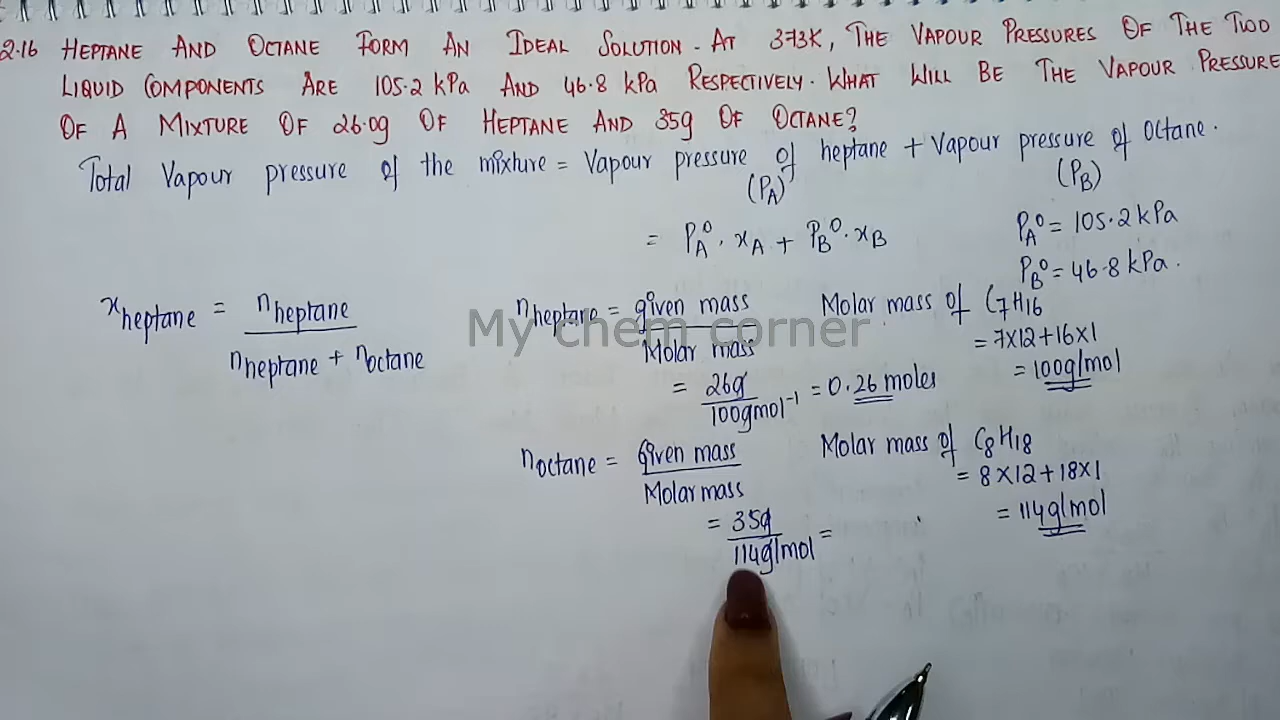 2.16 HEPTANE AND OCTANE FORM AN IDEAL SOLUTION. AT 373K, THE VAPOUR PRESSURES OF THE TWO
LIQUID COMPONENTS ARE 105.2 kPa AND 46.8 kPa RESPECTIVELY. WHAT WILL BE THE VAPOUR PRESSURE
OF A MIXTURE OF 26.0g OF HEPTANE AND 35g OF OCTANE?
Total Vapour pressure of the mixture = Vapour pressure of heptane + Vapour pressure of Octane.
(PA) (PB)
= PA⁰ . xA + PB⁰ . xB
PA⁰ = 105.2 kPa
PB⁰ = 46.8 kPa.
xheptane = nheptane
nheptane + noctane
nheptane = given mass
Molar mass
= 26g
100gmol⁻¹
= 0.26 moles
Molar mass of C7H16
= 7×12+16×1
= 100g/mol
noctane = Given mass
Molar mass
= 35g
114g/mol
=
Molar mass of C8H18
= 8×12+18×1
= 114g/mol
My chem corner